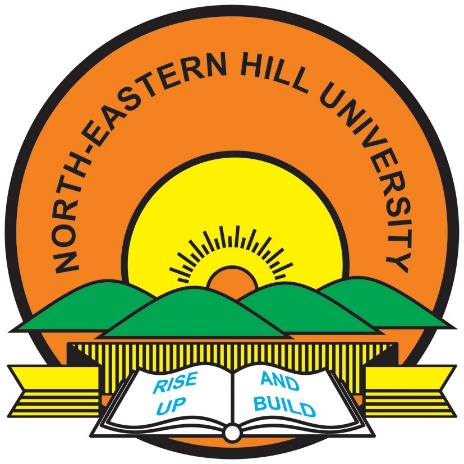 NORTH-EASTERN HILL UNIVERSITY
RISE
UP
AND
BUILD